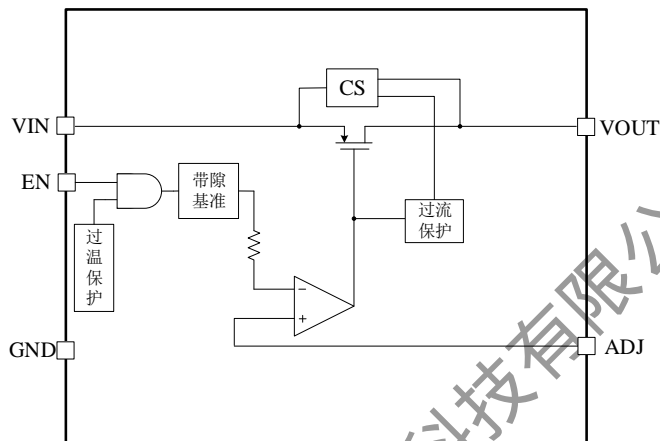 CS
VIN
VOUT
EN
带隙
基准
过流
保护
过
温
保
护
−
+
GND
ADJ
科技有限公